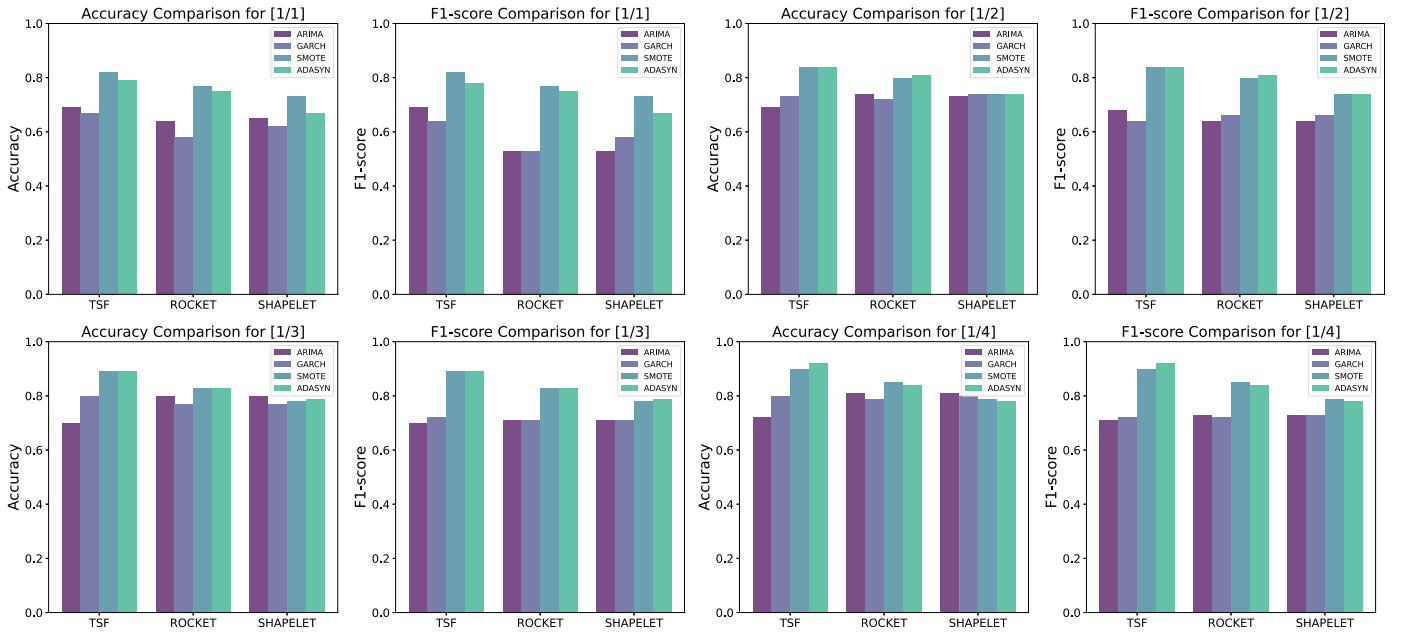 Accuracy Comparison for [1/1]
1.0
0.8
0.6
0.4
0.2
0.0
Accuracy
ARIMA
GARCH
SMOTE
ADASYN
TSF
ROCKET
SHAPELET
F1-score Comparison for [1/1]
1.0
0.8
0.6
0.4
0.2
0.0
F1-score
ARIMA
GARCH
SMOTE
ADASYN
TSF
ROCKET
SHAPELET
Accuracy Comparison for [1/2]
1.0
0.8
0.6
0.4
0.2
0.0
Accuracy
ARIMA
GARCH
SMOTE
ADASYN
TSF
ROCKET
SHAPELET
F1-score Comparison for [1/2]
1.0
0.8
0.6
0.4
0.2
0.0
F1-score
ARIMA
GARCH
SMOTE
ADASYN
TSF
ROCKET
SHAPELET
Accuracy Comparison for [1/3]
1.0
0.8
0.6
0.4
0.2
0.0
Accuracy
ARIMA
GARCH
SMOTE
ADASYN
TSF
ROCKET
SHAPELET
F1-score Comparison for [1/3]
1.0
0.8
0.6
0.4
0.2
0.0
F1-score
ARIMA
GARCH
SMOTE
ADASYN
TSF
ROCKET
SHAPELET
Accuracy Comparison for [1/4]
1.0
0.8
0.6
0.4
0.2
0.0
Accuracy
ARIMA
GARCH
SMOTE
ADASYN
TSF
ROCKET
SHAPELET
F1-score Comparison for [1/4]
1.0
0.8
0.6
0.4
0.2
0.0
F1-score
ARIMA
GARCH
SMOTE
ADASYN
TSF
ROCKET
SHAPELET